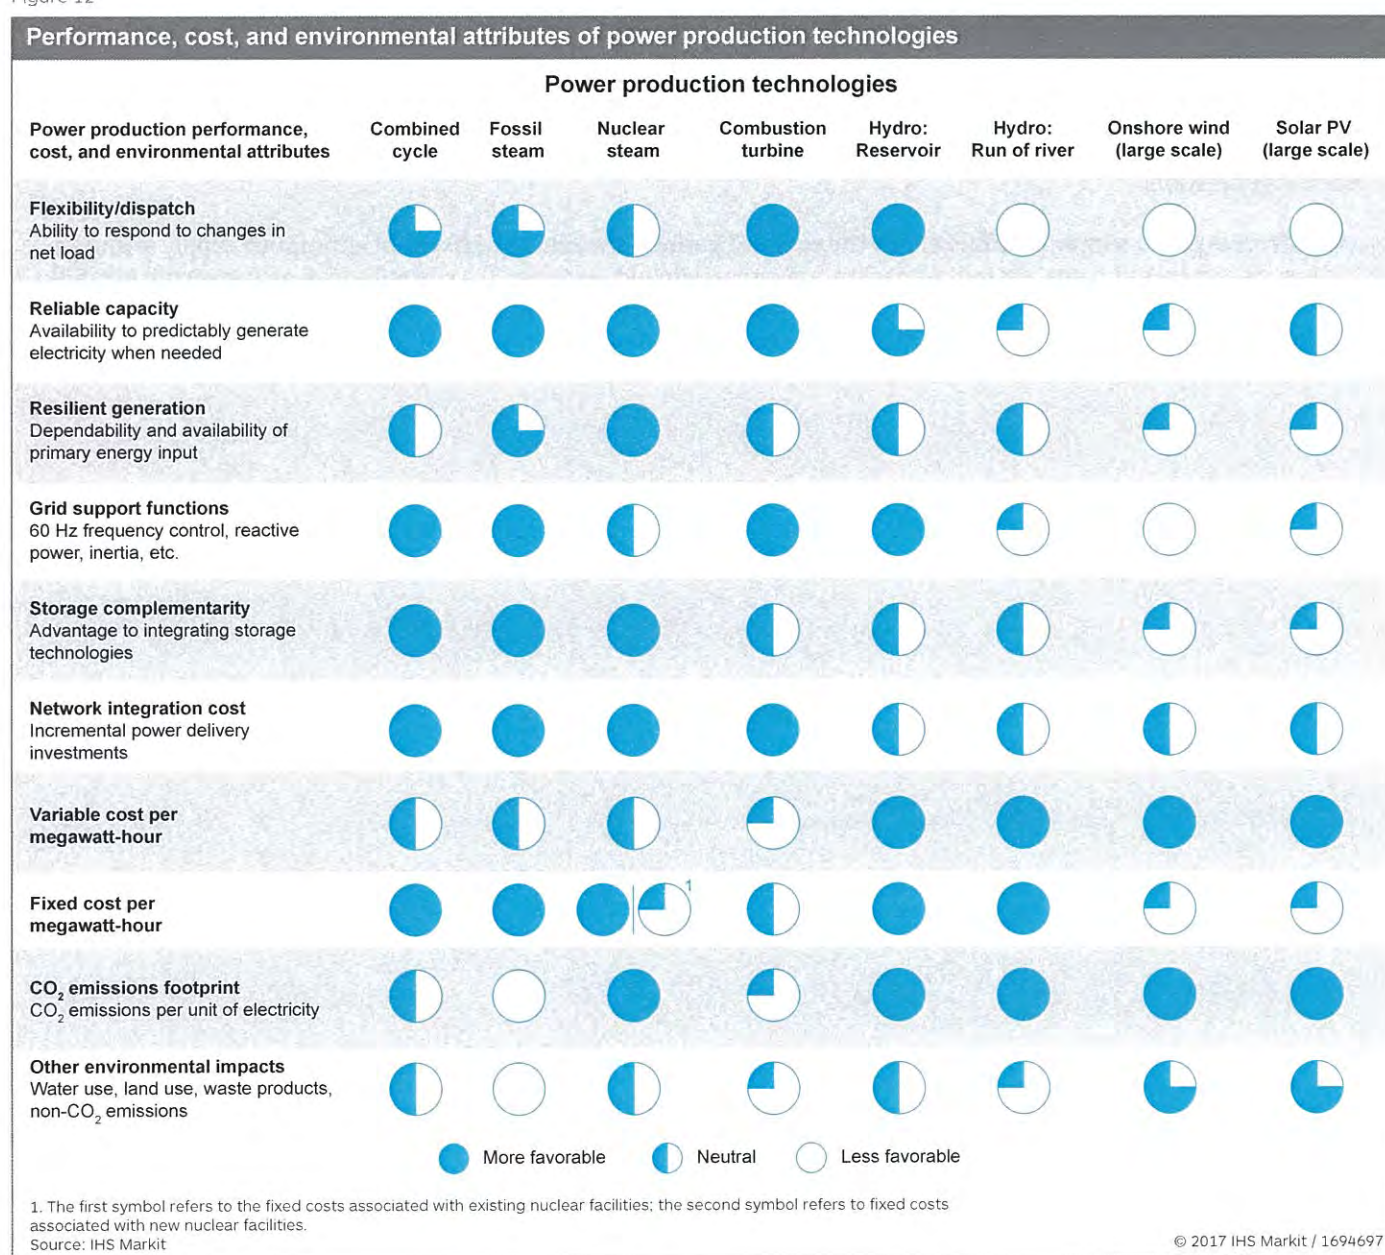 Figure 12
Performance, cost, and environmental attributes of power production technologies
Power production technologies
Power production performance,
cost, and environmental attributes
Combined
cycle
Fossil
steam
Nuclear
steam
Combustion
turbine
Hydro:
Reservoir
Hydro:
Run of river
Onshore wind
(large scale)
Solar PV
(large scale)
Flexibility/dispatch
Ability to respond to changes in
net load
Reliable capacity
Availability to predictably generate
electricity when needed
Resilient generation
Dependability and availability of
primary energy input
Grid support functions
60 Hz frequency control, reactive
power, inertia, etc.
Storage complementarity
Advantage to integrating storage
technologies
Network integration cost
Incremental power delivery
investments
Variable cost per
megawatt-hour
Fixed cost per
megawatt-hour
1
CO₂ emissions footprint
CO₂ emissions per unit of electricity
Other environmental impacts
Water use, land use, waste products,
non-CO₂ emissions
More favorable
Neutral
Less favorable
1. The first symbol refers to the fixed costs associated with existing nuclear facilities; the second symbol refers to fixed costs
associated with new nuclear facilities.
Source: IHS Markit
© 2017 IHS Markit / 1694697